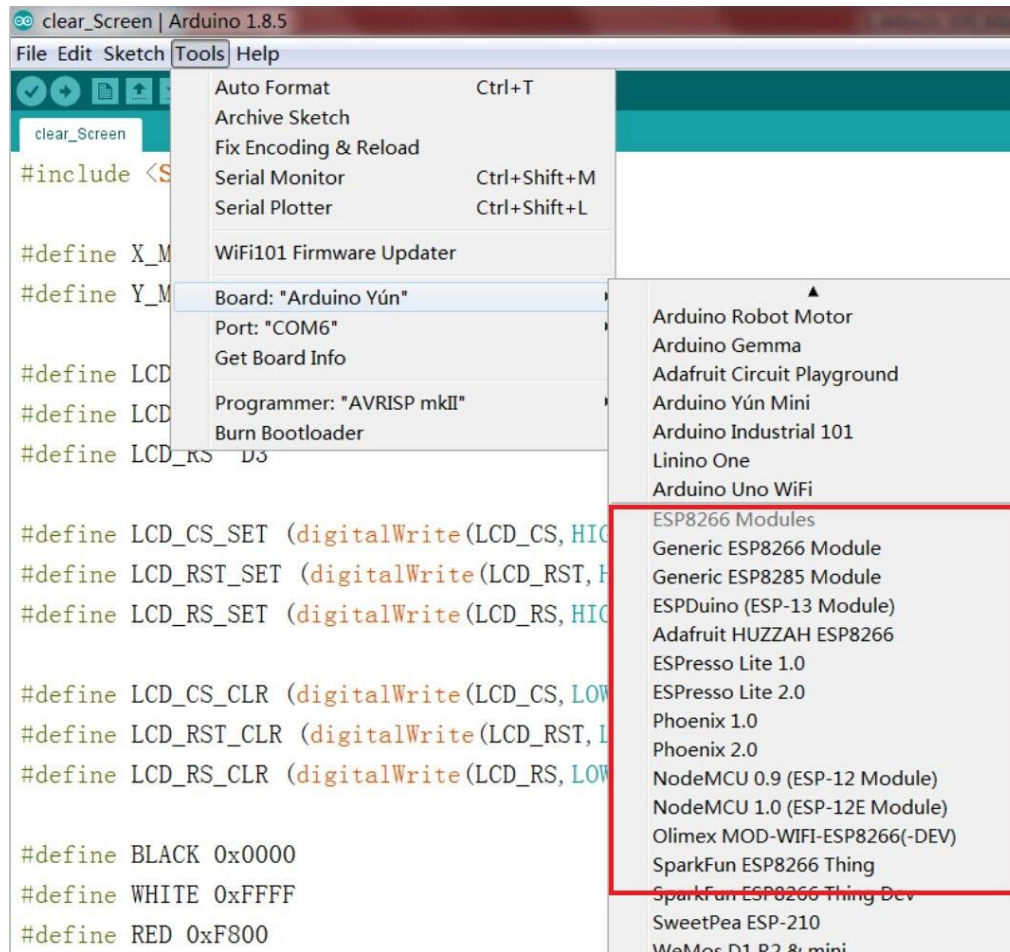 clear_Screen | Arduino 1.8.5
File Edit Sketch Tools Help
clear_Screen
Auto Format Ctrl+T
Archive Sketch
Fix Encoding & Reload
Serial Monitor Ctrl+Shift+M
Serial Plotter Ctrl+Shift+L
WiFi101 Firmware Updater
Board: "Arduino Yún"
Port: "COM6"
Get Board Info
Programmer: "AVRISP mkII"
Burn Bootloader
Arduino Robot Motor
Arduino Gemma
Adafruit Circuit Playground
Arduino Yún Mini
Arduino Industrial 101
Linino One
Arduino Uno WiFi
ESP8266 Modules
Generic ESP8266 Module
Generic ESP8285 Module
ESPDuino (ESP-13 Module)
Adafruit HUZZAH ESP8266
ESPresso Lite 1.0
ESPresso Lite 2.0
Phoenix 1.0
Phoenix 2.0
NodeMCU 0.9 (ESP-12 Module)
NodeMCU 1.0 (ESP-12E Module)
Olimex MOD-WIFI-ESP8266(-DEV)
SparkFun ESP8266 Thing
SparkFun ESP8266 Thing Dev
SweetPea ESP-210
WeMos D1 R2 & mini
#include <S
#define X_M
#define Y_M
#define LCD
#define LCD
#define LCD_RS D3
#define LCD_CS_SET (digitalWrite(LCD_CS,HIG
#define LCD_RST_SET (digitalWrite(LCD_RST,H
#define LCD_RS_SET (digitalWrite(LCD_RS,HIG
#define LCD_CS_CLR (digitalWrite(LCD_CS,LOW
#define LCD_RST_CLR (digitalWrite(LCD_RST,L
#define LCD_RS_CLR (digitalWrite(LCD_RS,LOW
#define BLACK 0x0000
#define WHITE 0xFFFF
#define RED 0xF800